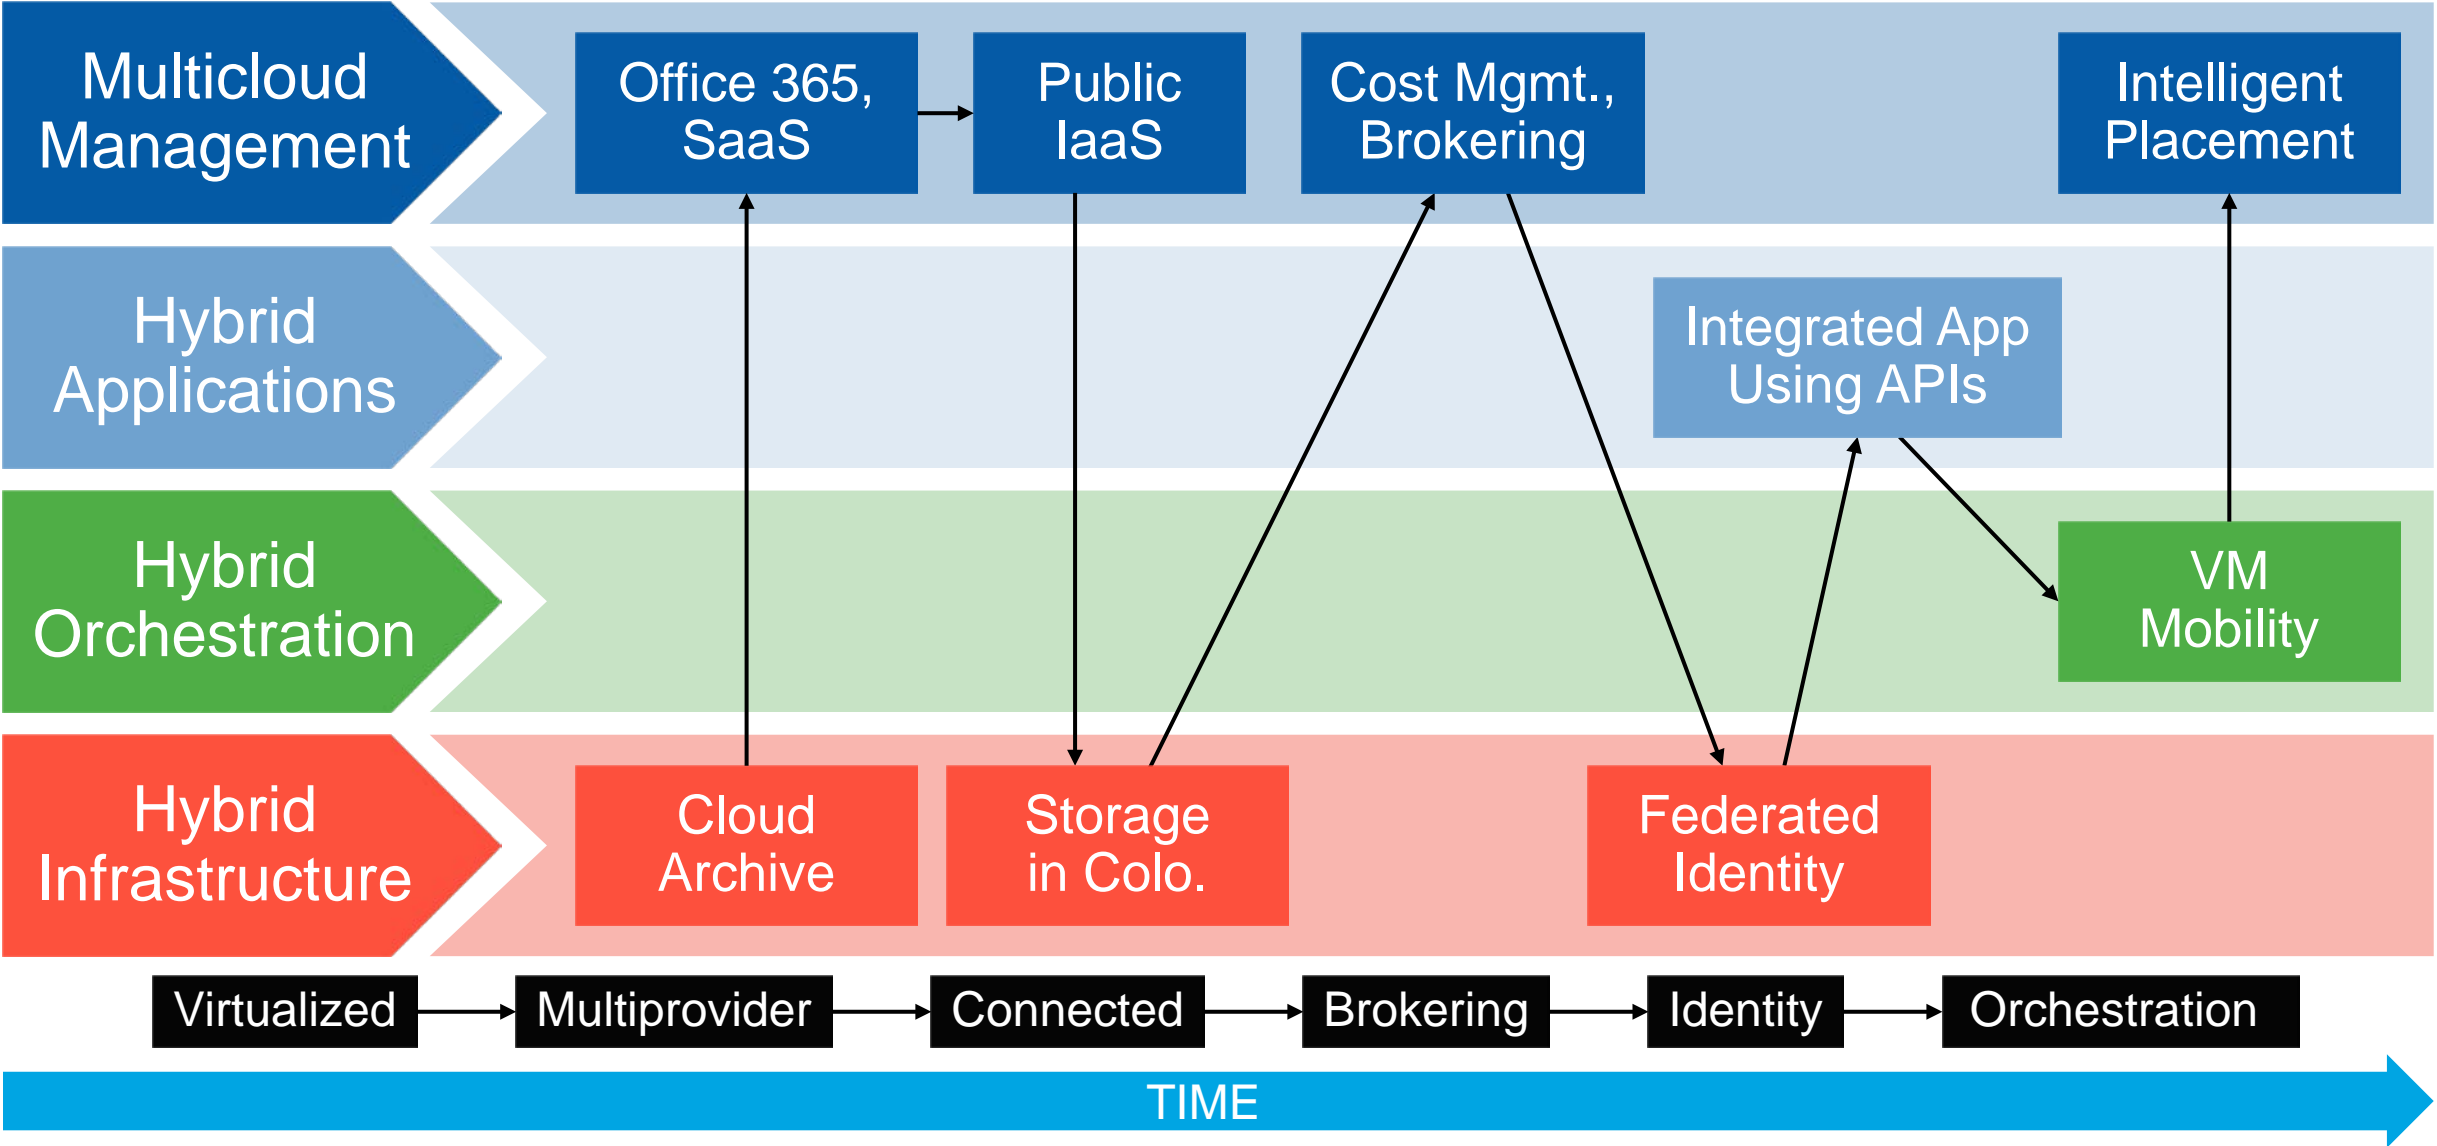 Multicloud
Management
Office 365,
SaaS
Public
IaaS
Cost Mgmt.,
Brokering
Intelligent
Placement
Hybrid
Applications
Integrated App
Using APIs
Hybrid
Orchestration
VM
Mobility
Hybrid
Infrastructure
Cloud
Archive
Storage
in Colo.
Federated
Identity
Virtualized
Multiprovider
Connected
Brokering
Identity
Orchestration
TIME